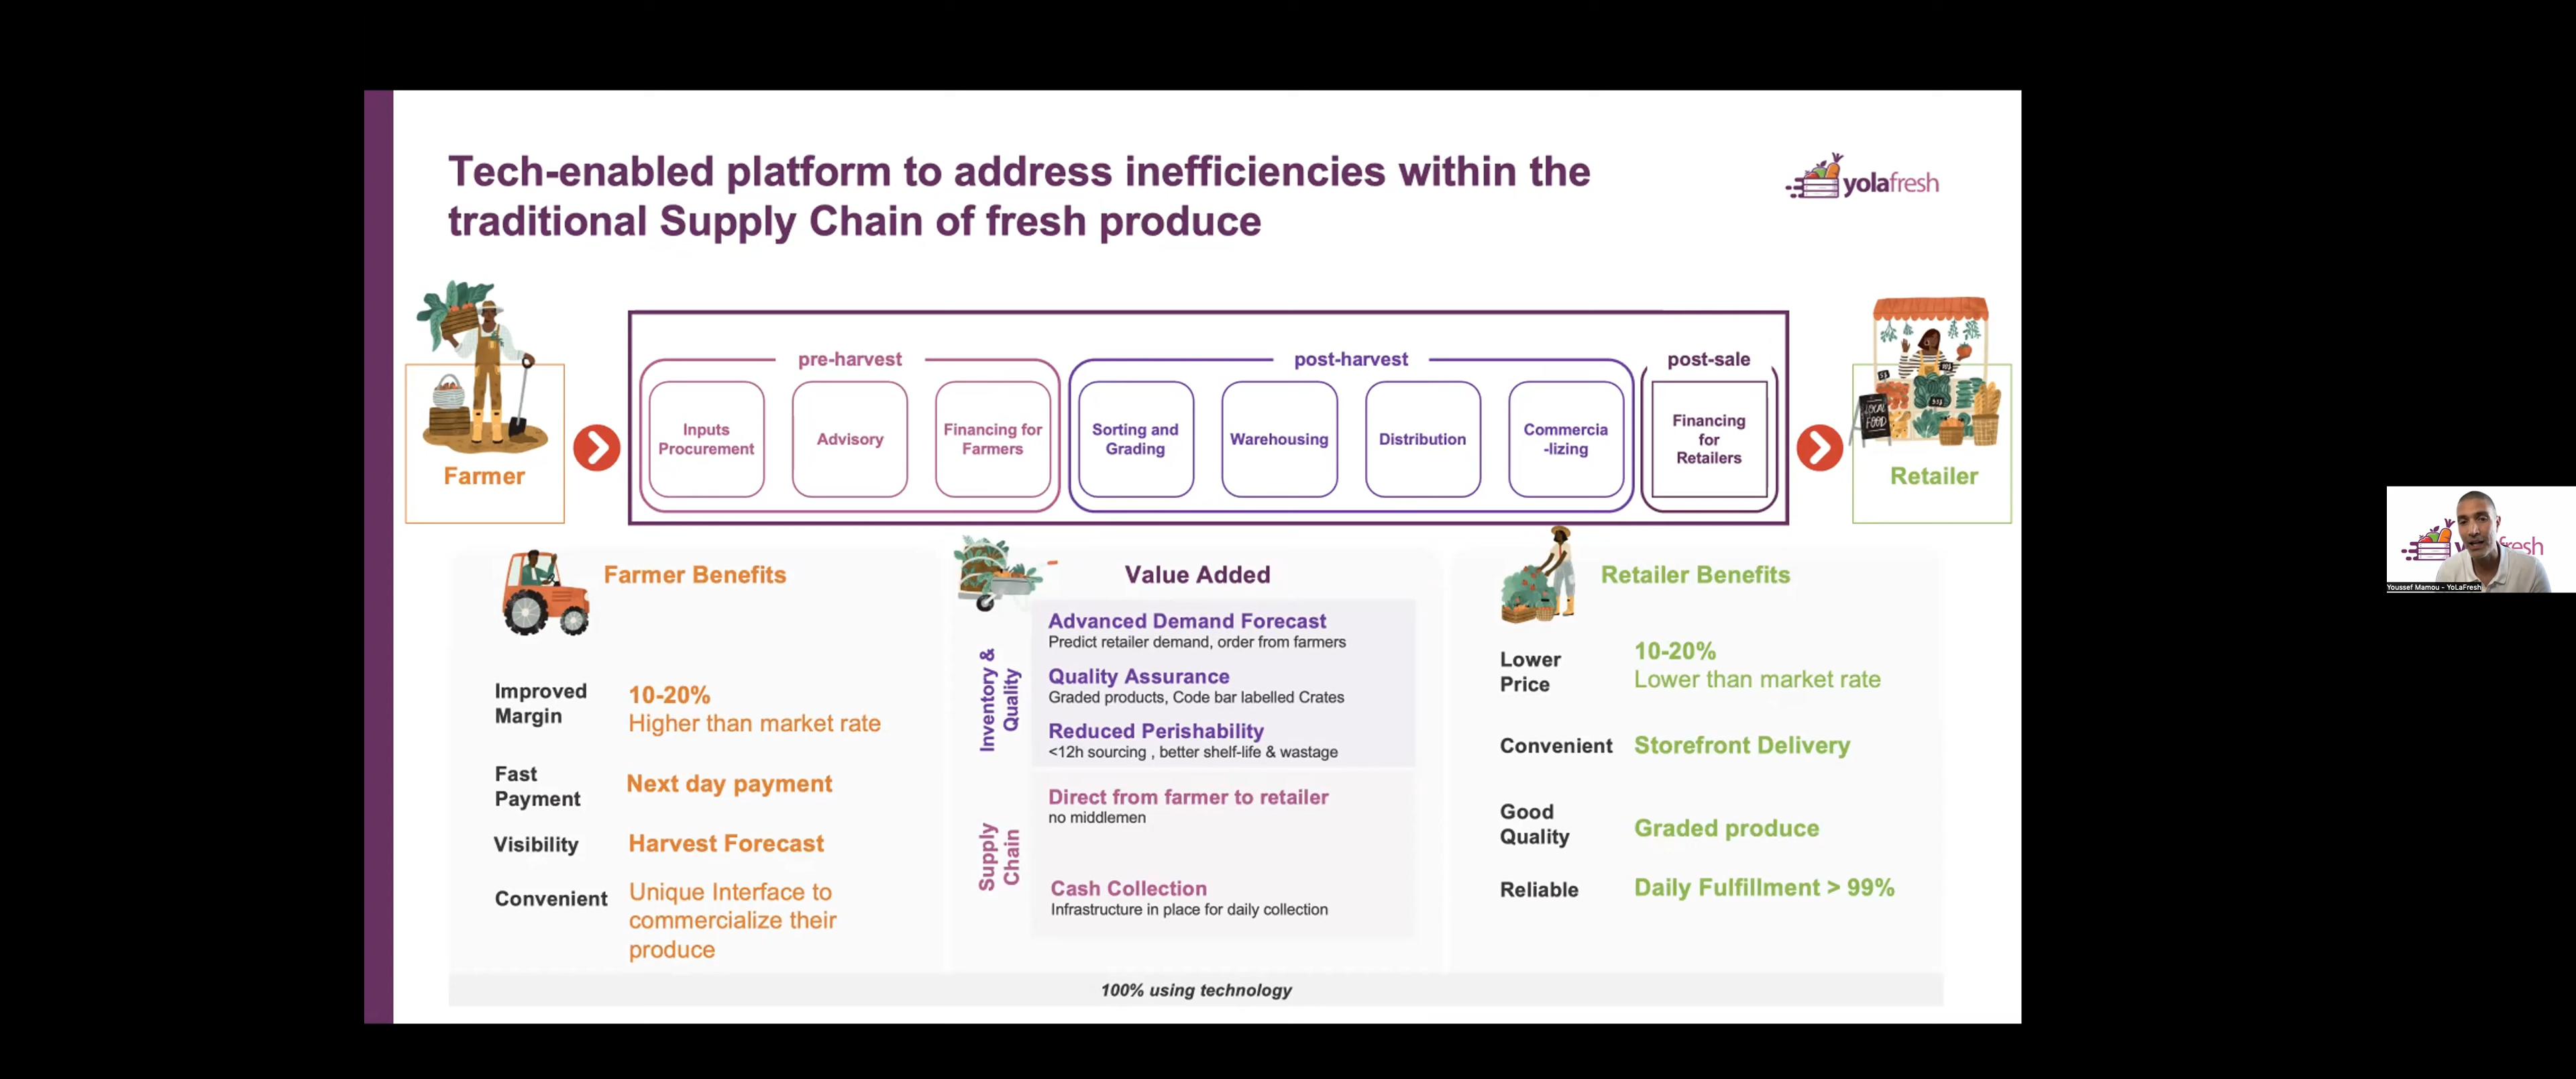 Tech-enabled platform to address inefficiencies within the
traditional Supply Chain of fresh produce
yolafresh
Farmer
pre-harvest
Inputs
Procurement
Advisory
Financing for
Farmers
post-harvest
Sorting and
Grading
Warehousing
Distribution
Commercia
-lizing
post-sale
Financing
for
Retailers
LOCAL
FOOD
Retailer
Farmer Benefits
Improved
Margin
10-20%
Higher than market rate
Fast
Payment
Next day payment
Visibility
Harvest Forecast
Convenient
Unique Interface to
commercialize their
produce
Value Added
Inventory &
Quality
Advanced Demand Forecast
Predict retailer demand, order from farmers
Quality Assurance
Graded products, Code bar labelled Crates
Reduced Perishability
<12h sourcing , better shelf-life & wastage
Supply
Chain
Direct from farmer to retailer
no middlemen
Cash Collection
Infrastructure in place for daily collection
Retailer Benefits
Lower
Price
10-20%
Lower than market rate
Convenient
Storefront Delivery
Good
Quality
Graded produce
Reliable
Daily Fulfillment > 99%
100% using technology
Youssef Mamou - YoLaFresh